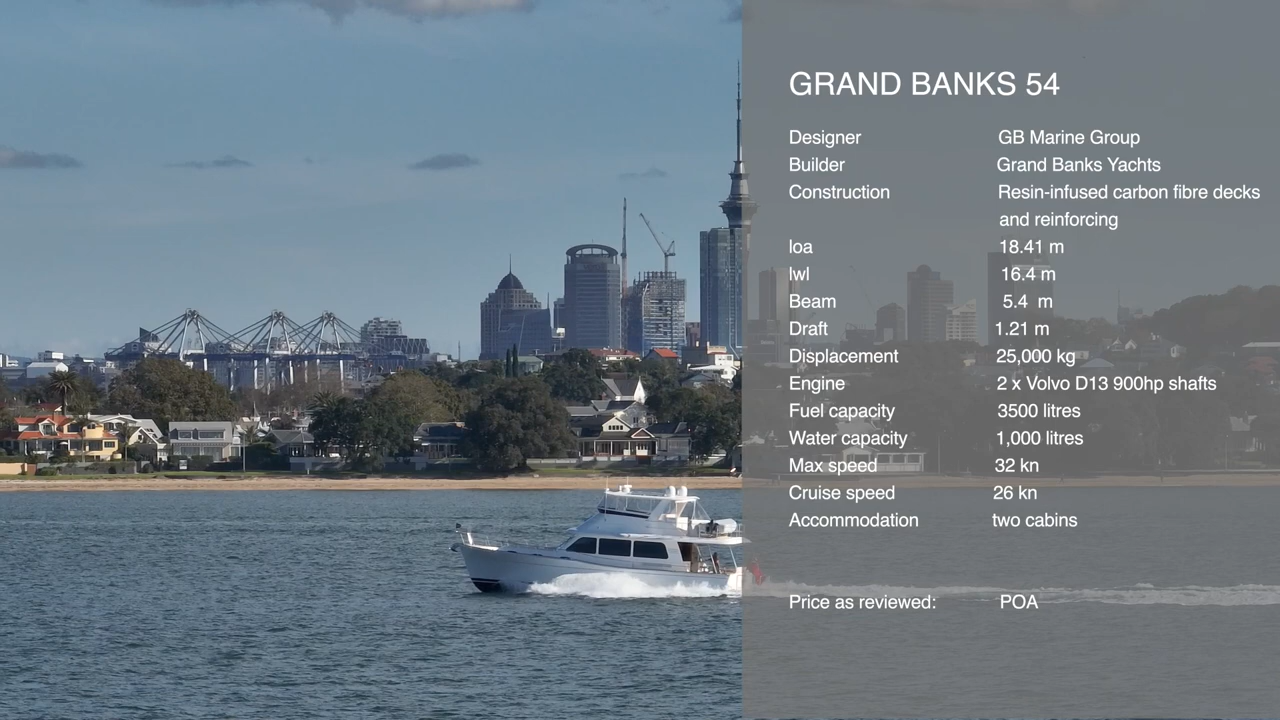 GRAND BANKS 54
Designer GB Marine Group
Builder Grand Banks Yachts
Construction Resin-infused carbon fibre decks
and reinforcing
loa 18.41 m
lwl 16.4 m
Beam 5.4 m
Draft 1.21 m
Displacement 25,000 kg
Engine 2 x Volvo D13 900hp shafts
Fuel capacity 3500 litres
Water capacity 1,000 litres
Max speed 32 kn
Cruise speed 26 kn
Accommodation two cabins
Price as reviewed: POA